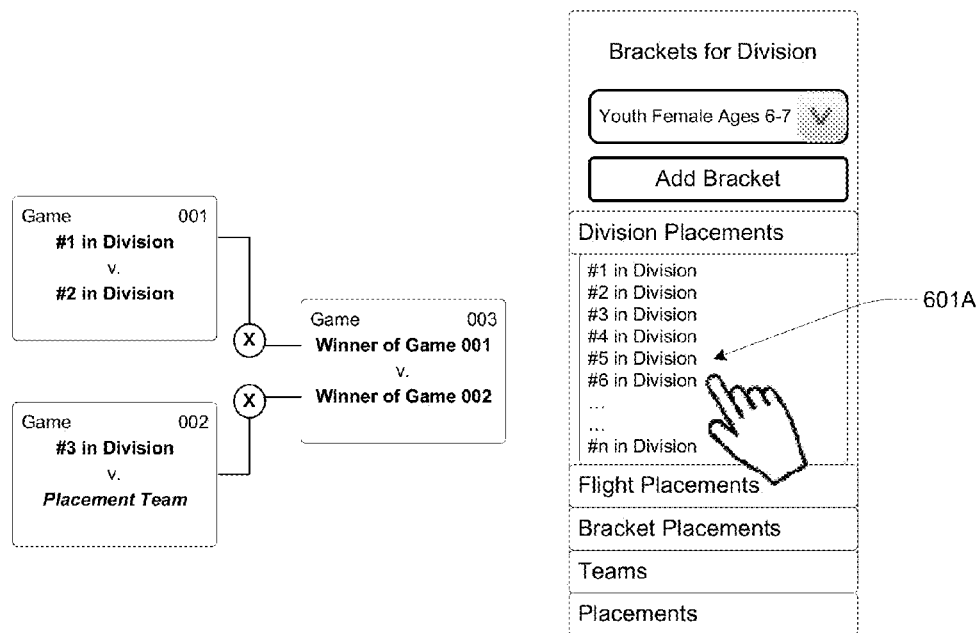 Game 001
#1 in Division
v.
#2 in Division
X
Game 002
#3 in Division
v.
Placement Team
X
Game 003
Winner of Game 001
v.
Winner of Game 002
Brackets for Division
Youth Female Ages 6-7 V
Add Bracket
Division Placements
#1 in Division
#2 in Division
#3 in Division
#4 in Division
#5 in Division
#6 in Division
...
...
#n in Division
Flight Placements
Bracket Placements
Teams
Placements
601A